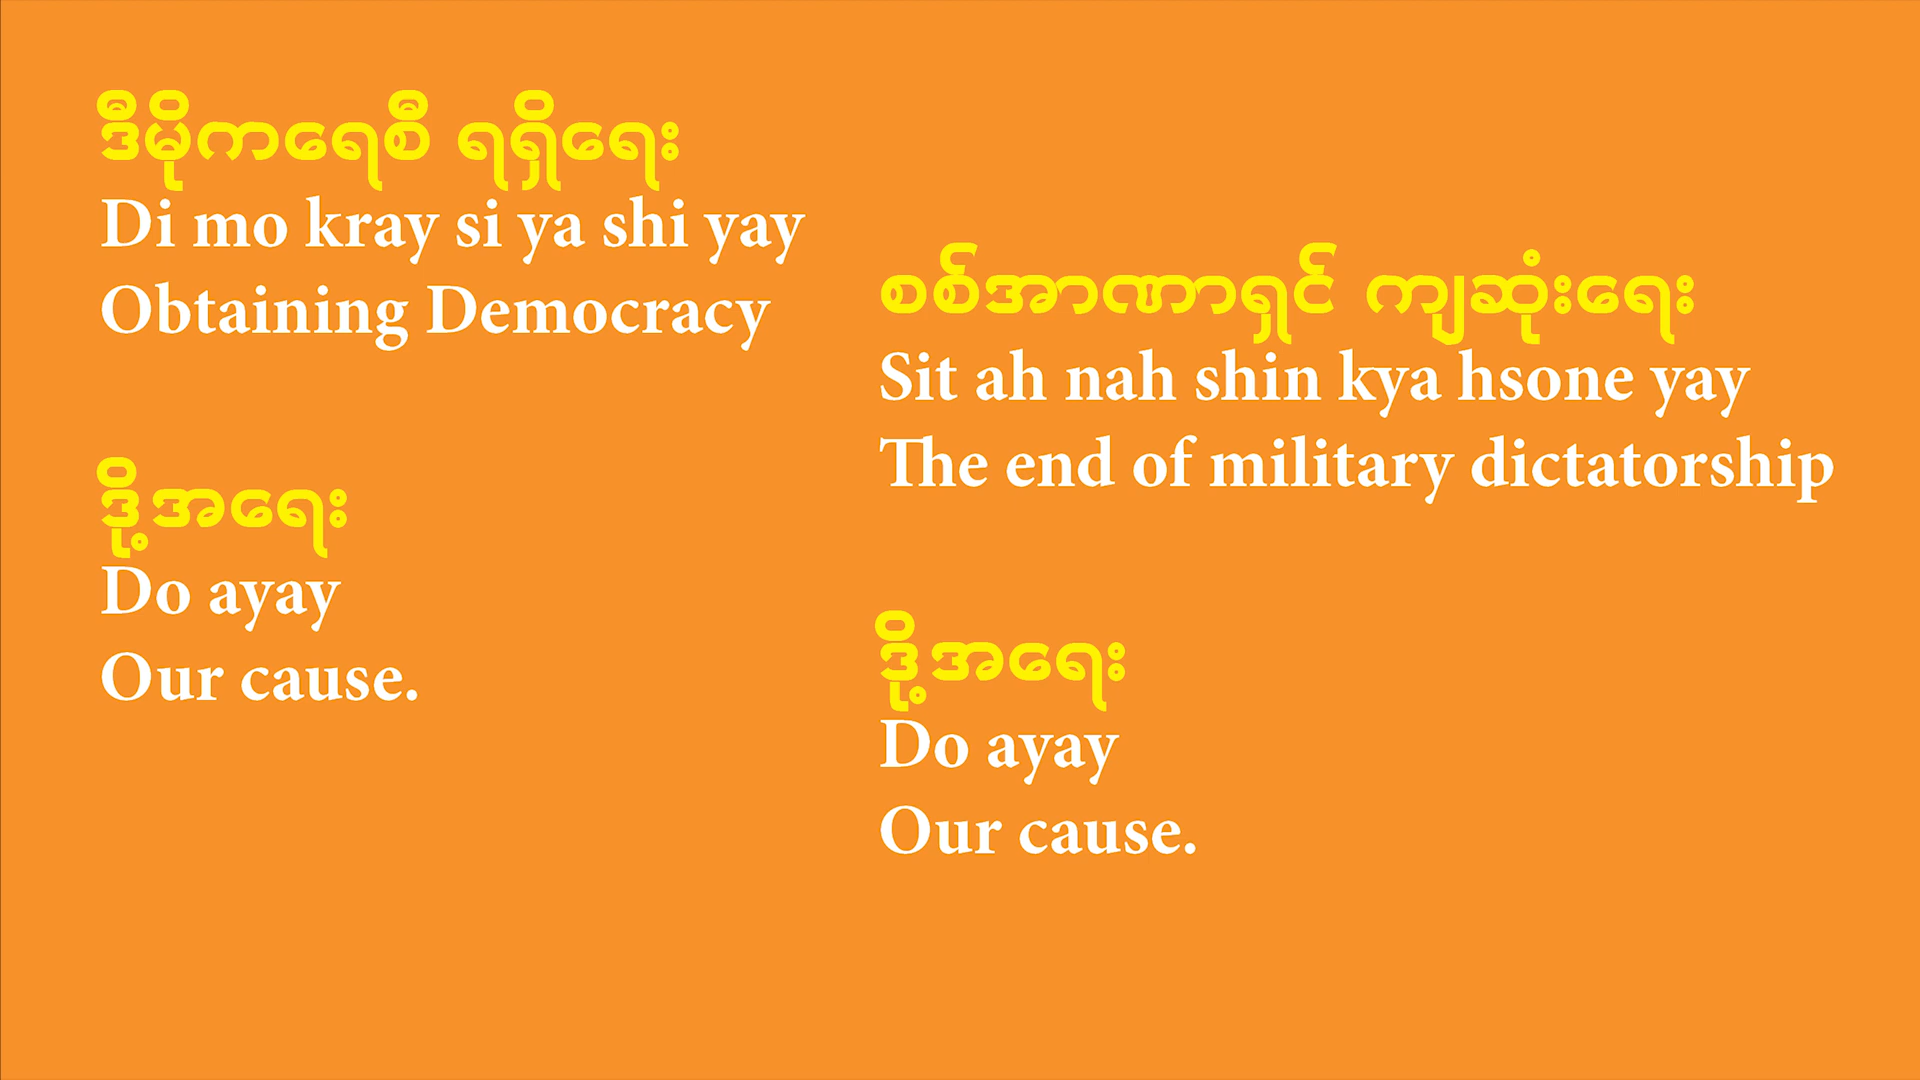 ဒီမိုကရေစီ ရရှိရေး
Di mo kray si ya shi yay
Obtaining Democracy
ဒို့အရေး
Do ayay
Our cause.
စစ်အာဏာရှင် ကျဆုံးရေး
Sit ah nah shin kya hsone yay
The end of military dictatorship
ဒို့အရေး
Do ayay
Our cause.